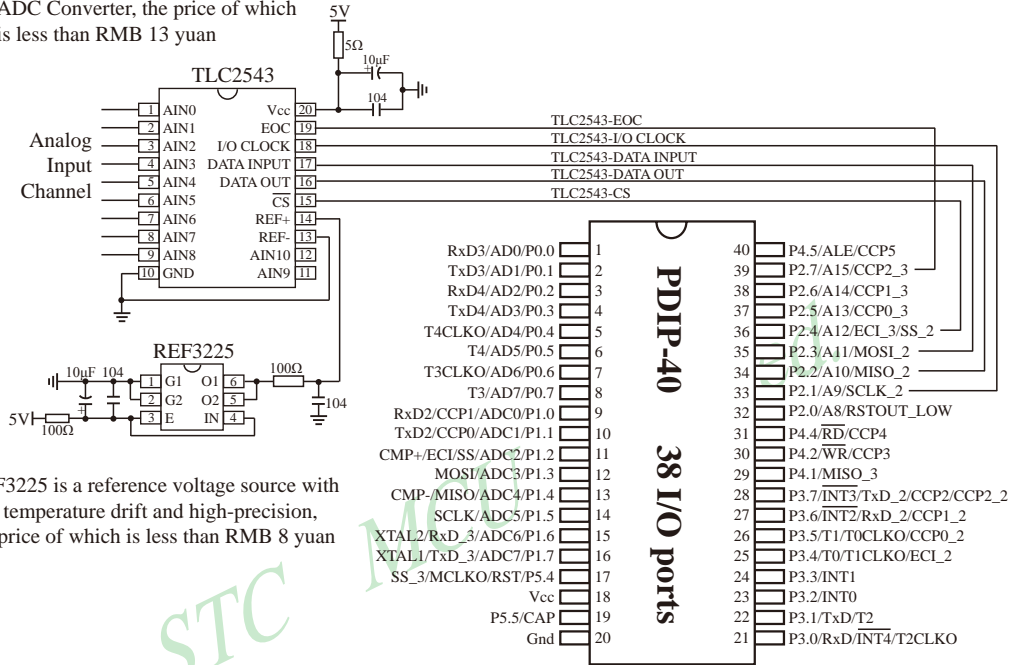 ADC Converter, the price of which
is less than RMB 13 yuan
5V
5Ω
10μF
+
104
TLC2543
1 AIN0
2 AIN1
3 AIN2
4 AIN3
5 AIN4
6 AIN5
7 AIN6
8 AIN7
9 AIN8
10 GND
Vcc 20
EOC 19
I/O CLOCK 18
DATA INPUT 17
DATA OUT 16
CS 15
REF+ 14
REF- 13
AIN10 12
AIN9 11
Analog
Input
Channel
TLC2543-EOC
TLC2543-I/O CLOCK
TLC2543-DATA INPUT
TLC2543-DATA OUT
TLC2543-CS
REF3225
10μF 104
+
5V
100Ω
1 G1
2 G2
3 E
O1 6
O2 5
IN 4
100Ω
104
F3225 is a reference voltage source with
temperature drift and high-precision,
price of which is less than RMB 8 yuan
RxD3/AD0/P0.0 1
TxD3/AD1/P0.1 2
RxD4/AD2/P0.2 3
TxD4/AD3/P0.3 4
T4CLKO/AD4/P0.4 5
T4/AD5/P0.5 6
T3CLKO/AD6/P0.6 7
T3/AD7/P0.7 8
RxD2/CCP1/ADC0/P1.0 9
TxD2/CCP0/ADC1/P1.1 10
CMP+/ECI/SS/ADC2/P1.2 11
MOSI/ADC3/P1.3 12
CMP-/MISO/ADC4/P1.4 13
SCLK/ADC5/P1.5 14
XTAL2/RxD_3/ADC6/P1.6 15
XTAL1/TxD_3/ADC7/P1.7 16
SS_3/MCLKO/RST/P5.4 17
Vcc 18
P5.5/CAP 19
Gnd 20
PDIP-40 38 I/O ports
40 P4.5/ALE/CCP5
39 P2.7/A15/CCP2_3
38 P2.6/A14/CCP1_3
37 P2.5/A13/CCP0_3
36 P2.4/A12/ECI_3/SS_2
35 P2.3/A11/MOSI_2
34 P2.2/A10/MISO_2
33 P2.1/A9/SCLK_2
32 P2.0/A8/RSTOUT_LOW
31 P4.4/RD/CCP4
30 P4.2/WR/CCP3
29 P4.1/MISO_3
28 P3.7/INT3/TxD_2/CCP2/CCP2_2
27 P3.6/INT2/RxD_2/CCP1_2
26 P3.5/T1/T0CLKO/CCP0_2
25 P3.4/T0/T1CLKO/ECI_2
24 P3.3/INT1
23 P3.2/INT0
22 P3.1/TxD/T2
21 P3.0/RxD/INT4/T2CLKO
STC MCU